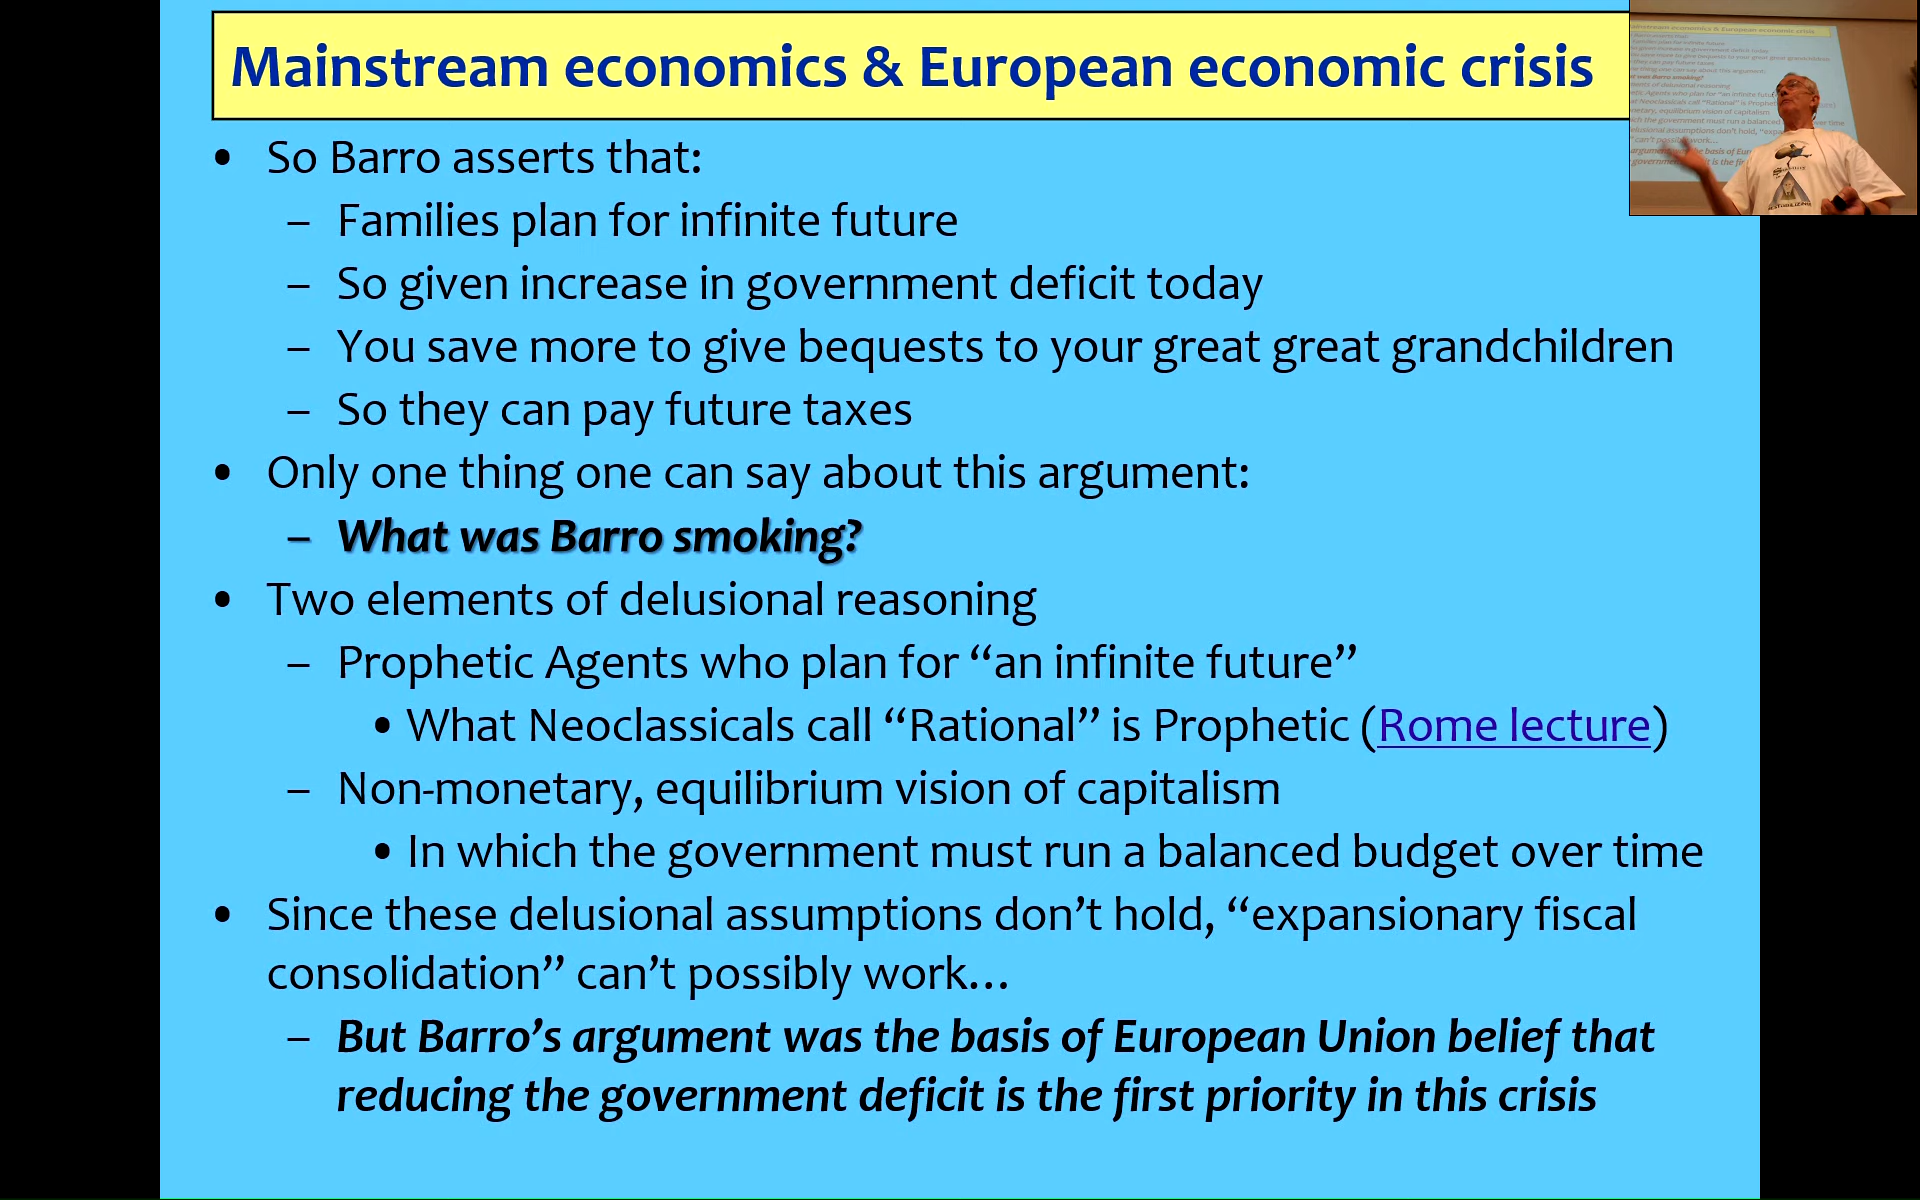 Mainstream economics & European economic crisis
• So Barro asserts that:
– Families plan for infinite future
– So given increase in government deficit today
– You save more to give bequests to your great great grandchildren
– So they can pay future taxes
• Only one thing one can say about this argument:
– What was Barro smoking?
• Two elements of delusional reasoning
– Prophetic Agents who plan for “an infinite future”
• What Neoclassicals call “Rational” is Prophetic (Rome lecture)
– Non-monetary, equilibrium vision of capitalism
• In which the government must run a balanced budget over time
• Since these delusional assumptions don’t hold, “expansionary fiscal
consolidation” can’t possibly work…
– But Barro’s argument was the basis of European Union belief that
reducing the government deficit is the first priority in this crisis